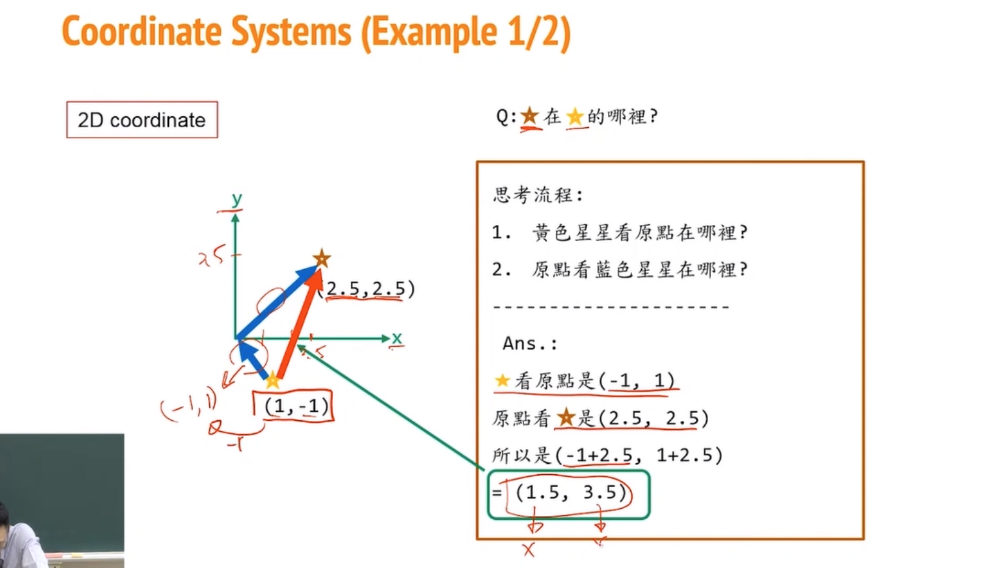 Coordinate Systems (Example 1/2)
2D coordinate
Q:★在★的哪裡?
思考流程:
1. 黃色星星看原點在哪裡?
2. 原點看藍色星星在哪裡?
---------------------
Ans.:
★看原點是(-1, 1)
原點看★是(2.5, 2.5)
所以是(-1+2.5, 1+2.5)
= (1.5, 3.5)
x
y
2.5
(2.5,2.5)
x
(1,-1)
(-1,1)
-1